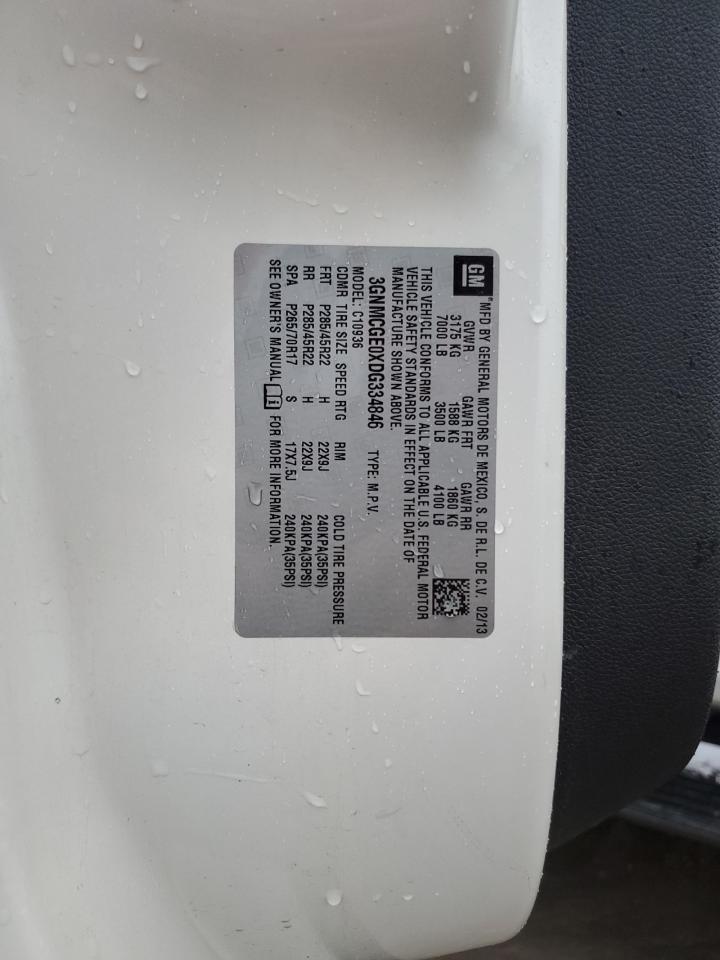 GM ®MFD BY GENERAL MOTORS DE MEXICO, S. DE R.L. DE C.V. 02/13
GVWR GAWR FRT GAWR RR
3175 KG 1588 KG 1860 KG
7000 LB 3500 LB 4100 LB
THIS VEHICLE CONFORMS TO ALL APPLICABLE U.S. FEDERAL MOTOR
VEHICLE SAFETY STANDARDS IN EFFECT ON THE DATE OF
MANUFACTURE SHOWN ABOVE.
3GNMCGE0XDG334846 TYPE: M.P.V.
MODEL: C10936
CDMR TIRE SIZE SPEED RTG RIM COLD TIRE PRESSURE
FRT P285/45R22 H 22X9J 240KPA(35PSI)
RR P285/45R22 H 22X9J 240KPA(35PSI)
SPA P265/70R17 S 17X7.5J 240KPA(35PSI)
SEE OWNER'S MANUAL i FOR MORE INFORMATION.